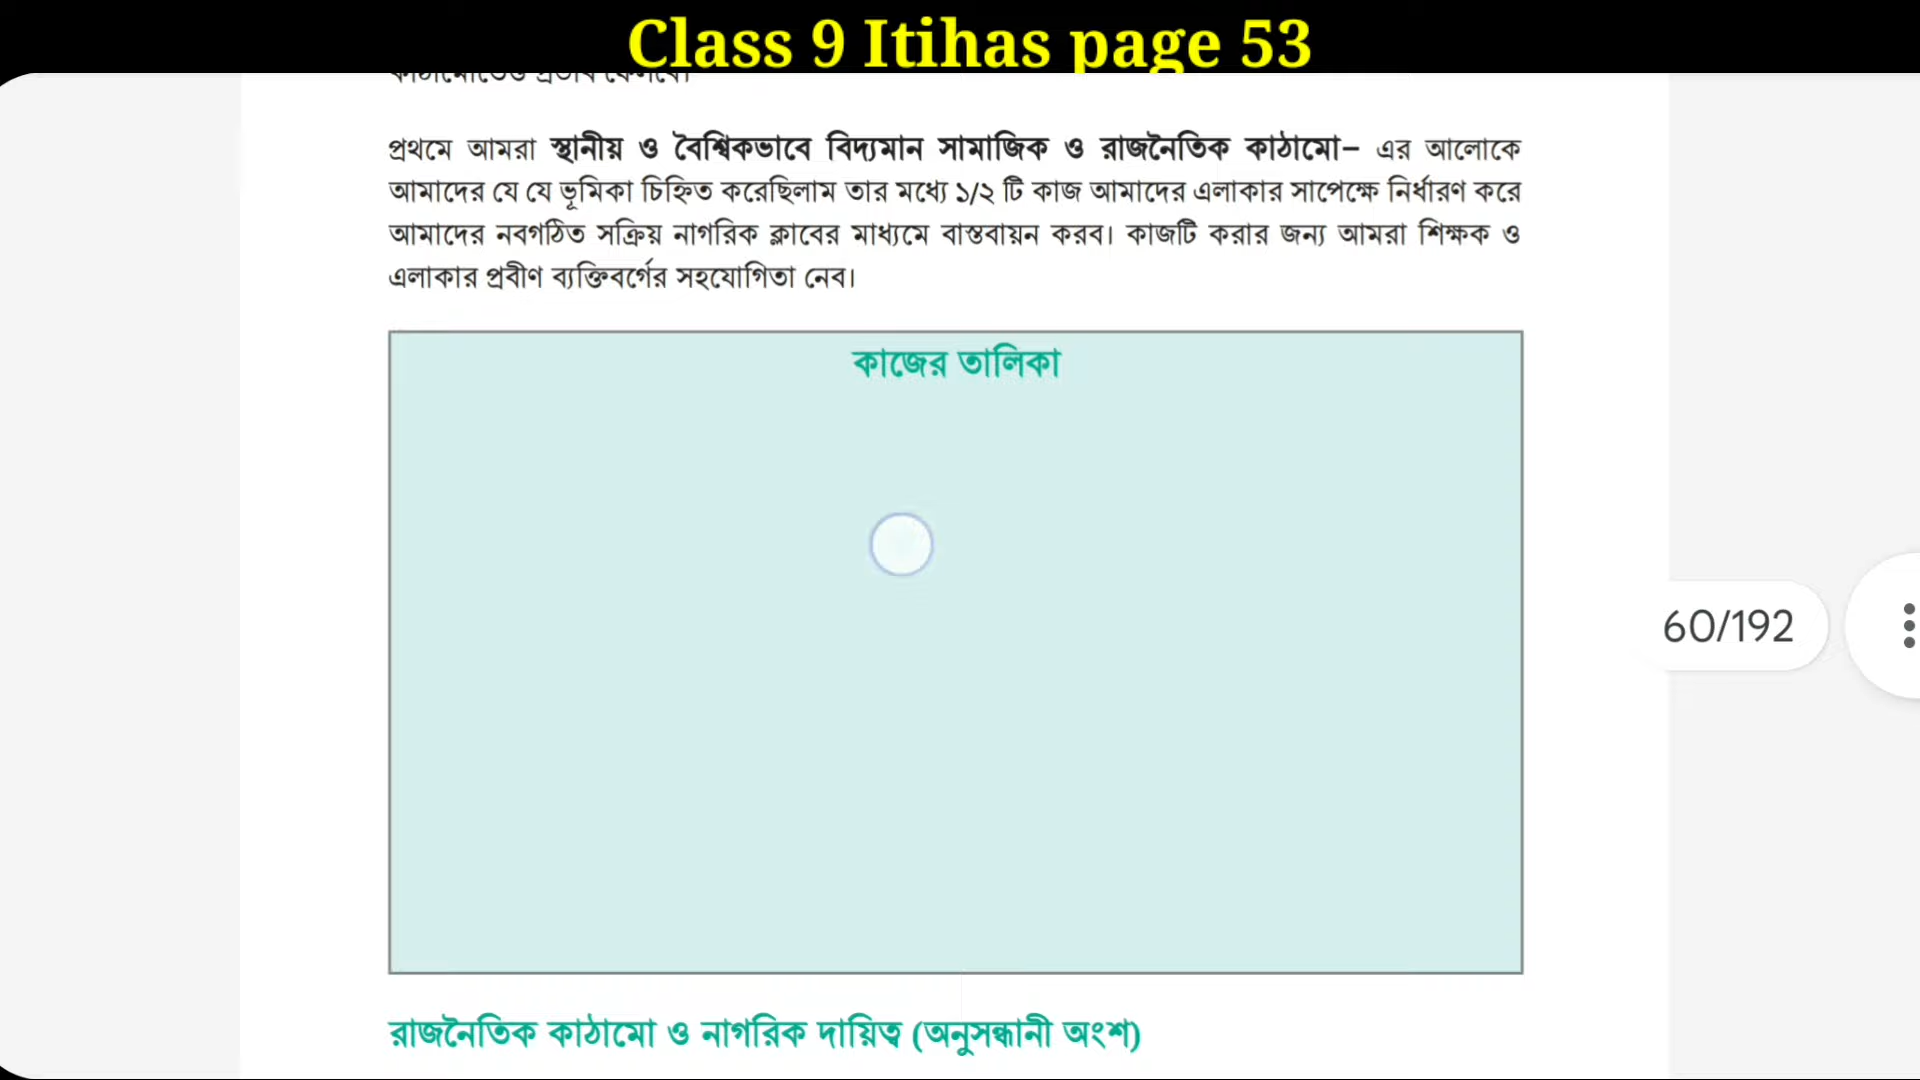 Class 9 Itihas page 53
প্রথমে আমরা স্থানীয় ও বৈশ্বিকভাবে বিদ্যমান সামাজিক ও রাজনৈতিক কাঠামো– এর আলোকে
আমাদের যে যে ভূমিকা চিহ্নিত করেছিলাম তার মধ্যে ১/২ টি কাজ আমাদের এলাকার সাপেক্ষে নির্ধারণ করে
আমাদের নবগঠিত সক্রিয় নাগরিক ক্লাবের মাধ্যমে বাস্তবায়ন করব। কাজটি করার জন্য আমরা শিক্ষক ও
এলাকার প্রবীণ ব্যক্তিবর্গের সহযোগিতা নেব।
কাজের তালিকা
60/192
রাজনৈতিক কাঠামো ও নাগরিক দায়িত্ব (অনুসন্ধানী অংশ)